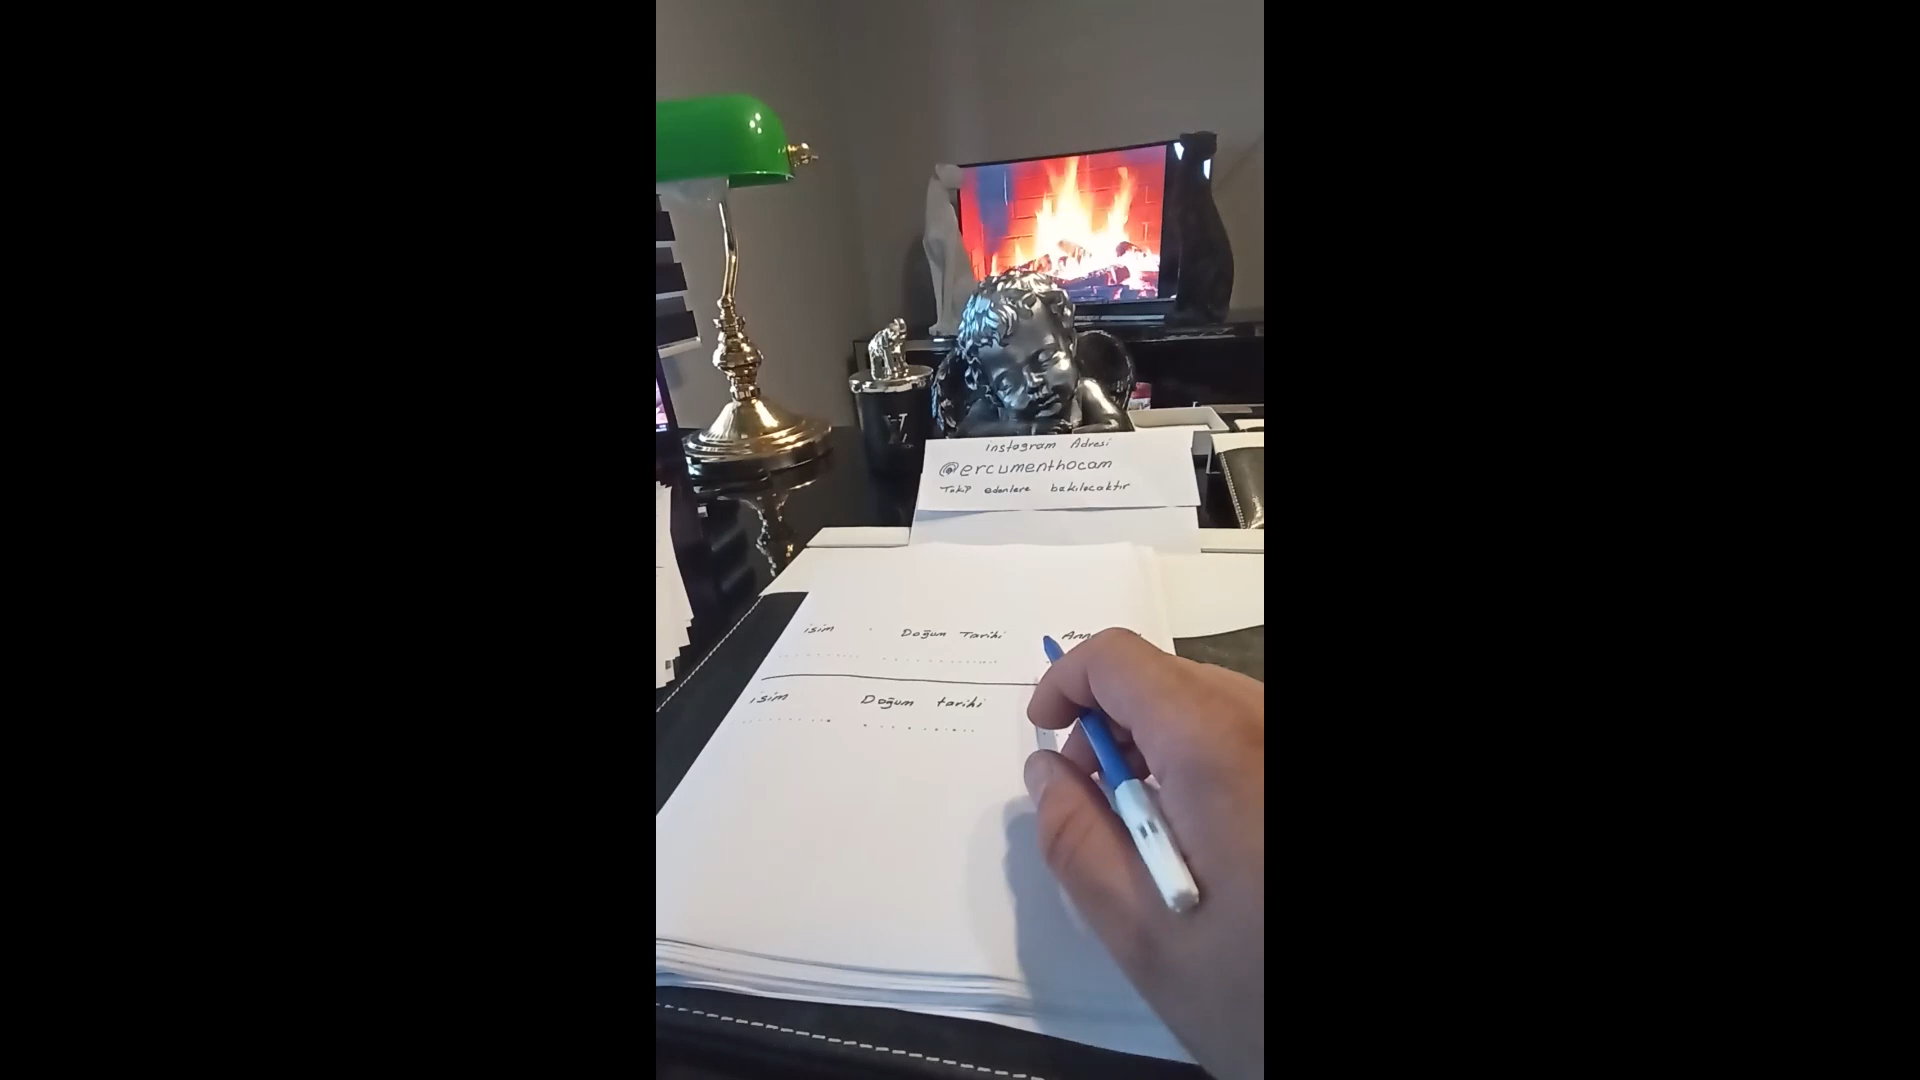 instagram Adresi
@ercumenthocam
Takip edenlere bakılacaktır
isim Doğum Tarihi
isim Doğum tarihi